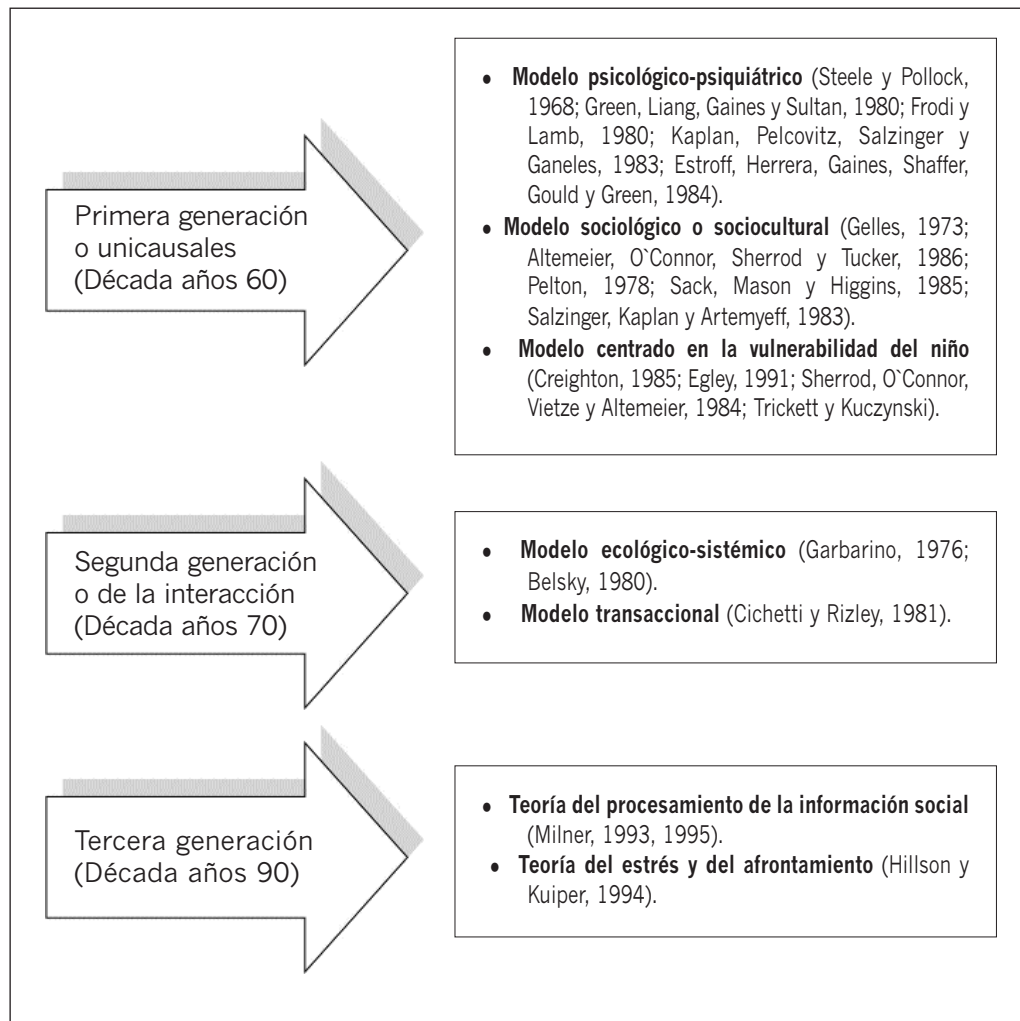 Primera generación
o unicausales
(Década años 60)
• Modelo psicológico-psiquiátrico (Steele y Pollock,
1968; Green, Liang, Gaines y Sultan, 1980; Frodi y
Lamb, 1980; Kaplan, Pelcovitz, Salzinger y
Ganeles, 1983; Estroff, Herrera, Gaines, Shaffer,
Gould y Green, 1984).
• Modelo sociológico o sociocultural (Gelles, 1973;
Altemeier, O`Connor, Sherrod y Tucker, 1986;
Pelton, 1978; Sack, Mason y Higgins, 1985;
Salzinger, Kaplan y Artemyeff, 1983).
• Modelo centrado en la vulnerabilidad del niño
(Creighton, 1985; Egley, 1991; Sherrod, O`Connor,
Vietze y Altemeier, 1984; Trickett y Kuczynski).
Segunda generación
o de la interacción
(Década años 70)
• Modelo ecológico-sistémico (Garbarino, 1976;
Belsky, 1980).
• Modelo transaccional (Cichetti y Rizley, 1981).
Tercera generación
(Década años 90)
• Teoría del procesamiento de la información social
(Milner, 1993, 1995).
• Teoría del estrés y del afrontamiento (Hillson y
Kuiper, 1994).